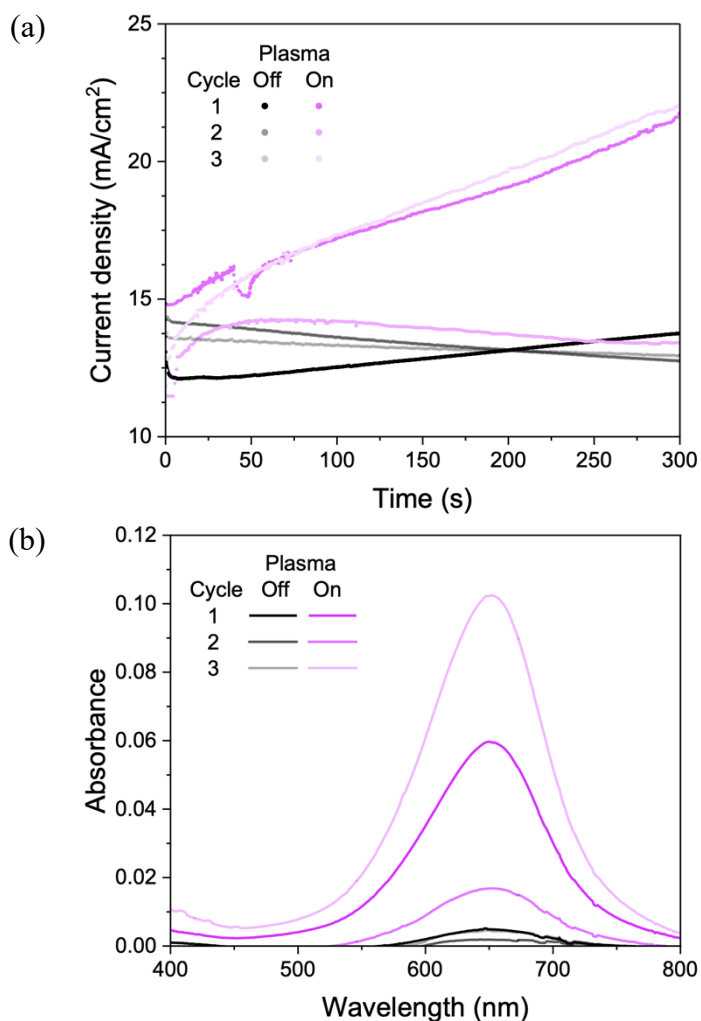 (a)
25
20
15
10
Current density (mA/cm²)
Plasma
Cycle Off On
1
2
3
0 50 100 150 200 250 300
Time (s)
(b)
0.12
0.10
0.08
0.06
0.04
0.02
0.00
Absorbance
Plasma
Cycle Off On
1
2
3
400 500 600 700 800
Wavelength (nm)